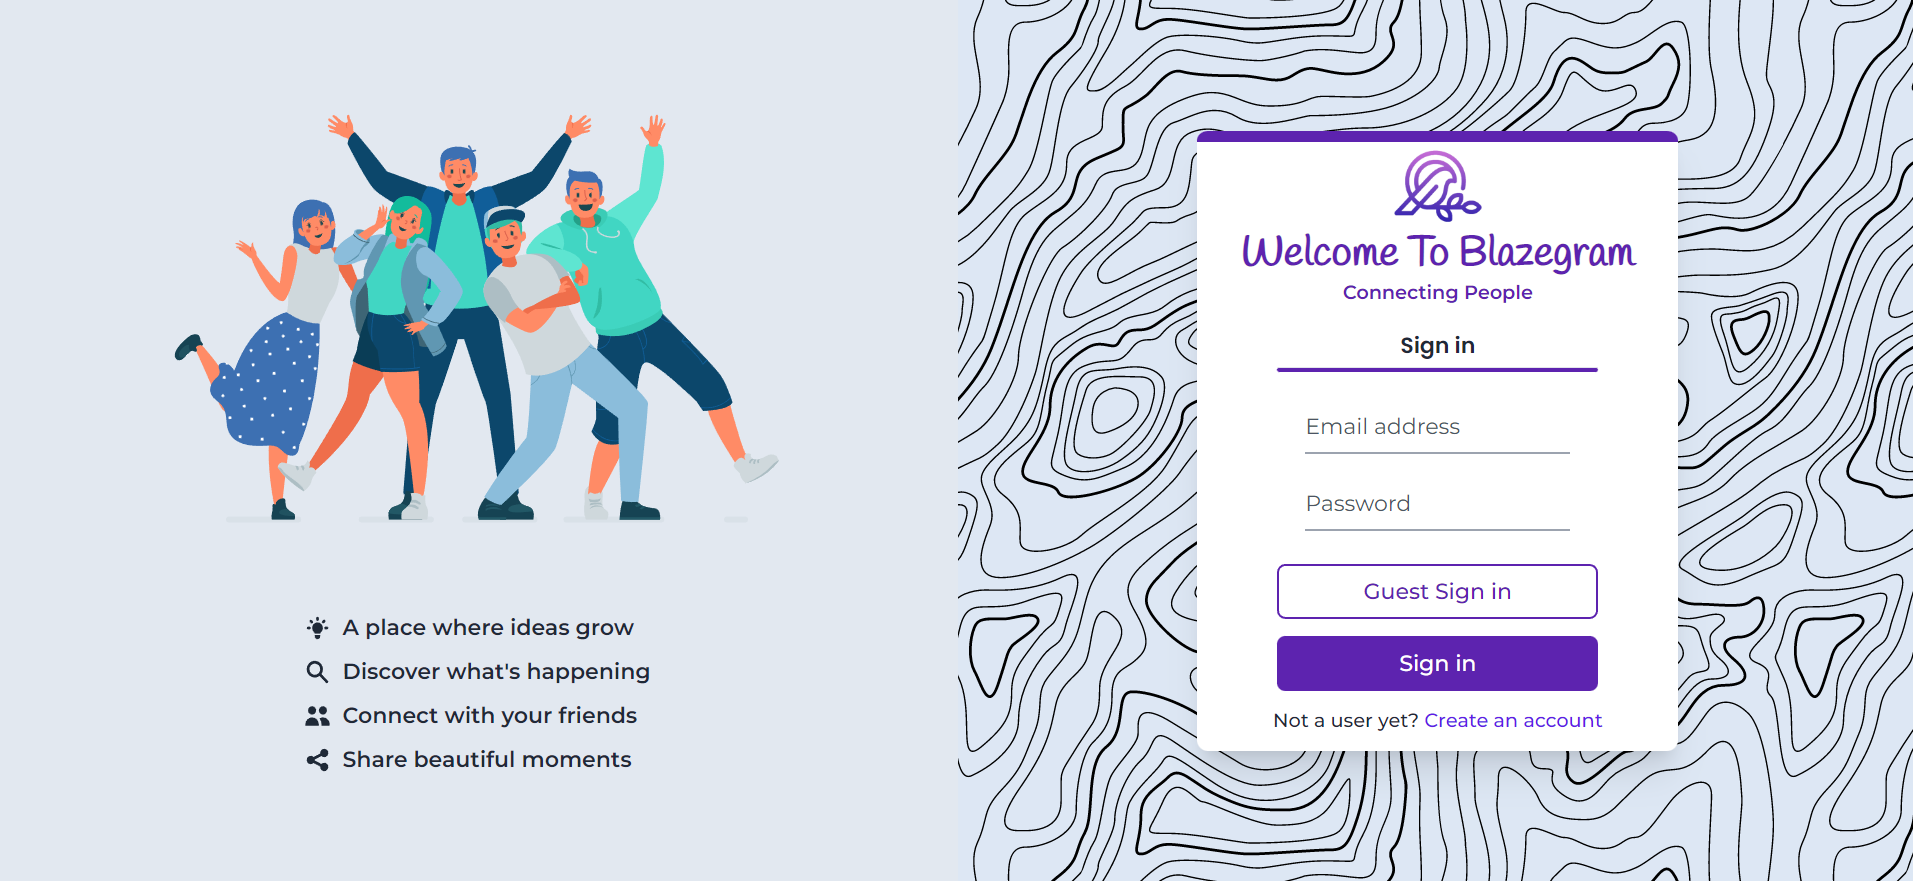 A place where ideas grow
Discover what's happening
Connect with your friends
Share beautiful moments
Welcome To Blazegram
Connecting People
Sign in
Email address
Password
Guest Sign in
Sign in
Not a user yet? Create an account